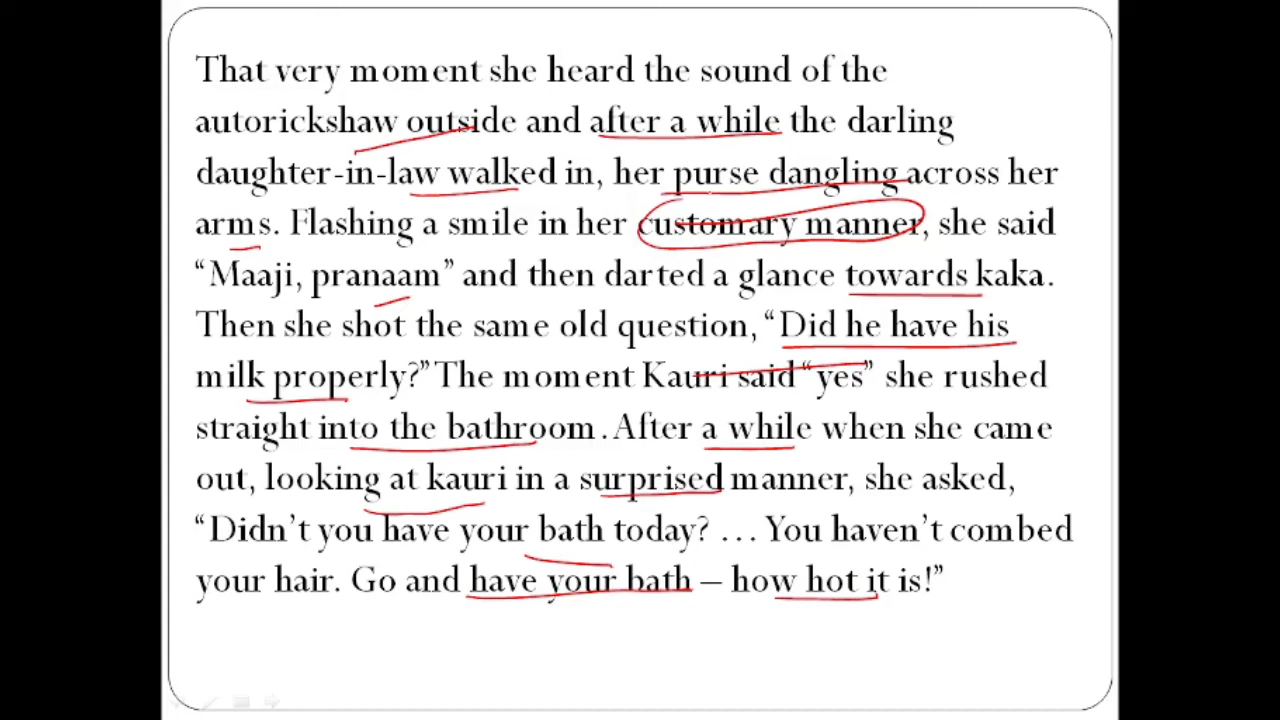 That very moment she heard the sound of the
autorickshaw outside and after a while the darling
daughter-in-law walked in, her purse dangling across her
arms. Flashing a smile in her customary manner, she said
“Maaji, pranaam” and then darted a glance towards kaka.
Then she shot the same old question, “Did he have his
milk properly?” The moment Kauri said “yes” she rushed
straight into the bathroom. After a while when she came
out, looking at kauri in a surprised manner, she asked,
“Didn’t you have your bath today? … You haven’t combed
your hair. Go and have your bath – how hot it is!”